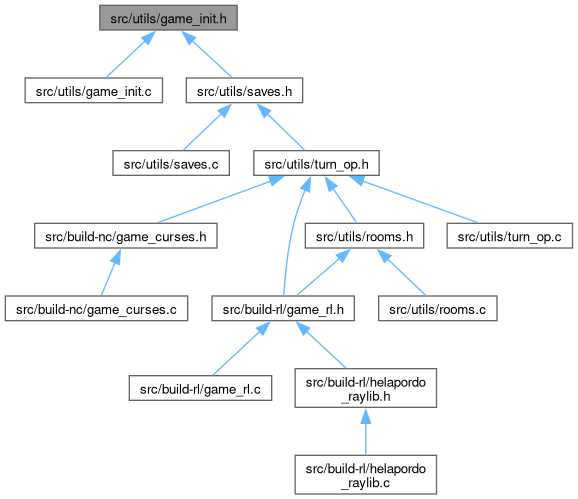 src/utils/game_init.h
src/utils/game_init.c
src/utils/saves.h
src/utils/saves.c
src/utils/turn_op.h
src/build-nc/game_curses.h
src/utils/rooms.h
src/utils/turn_op.c
src/build-nc/game_curses.c
src/build-rl/game_rl.h
src/utils/rooms.c
src/build-rl/game_rl.c
src/build-rl/helapordo
_raylib.h
src/build-rl/helapordo
_raylib.c